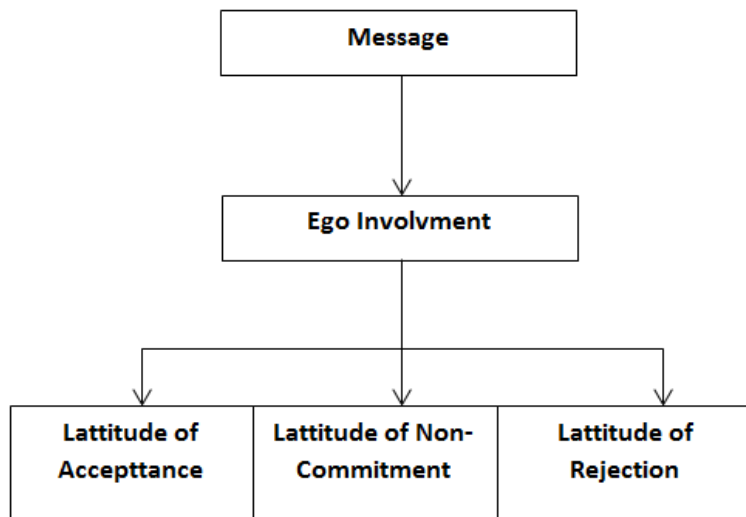 Message
Ego Involvment
Lattitude of
Accepttance
Lattitude of Non-
Commitment
Lattitude of
Rejection